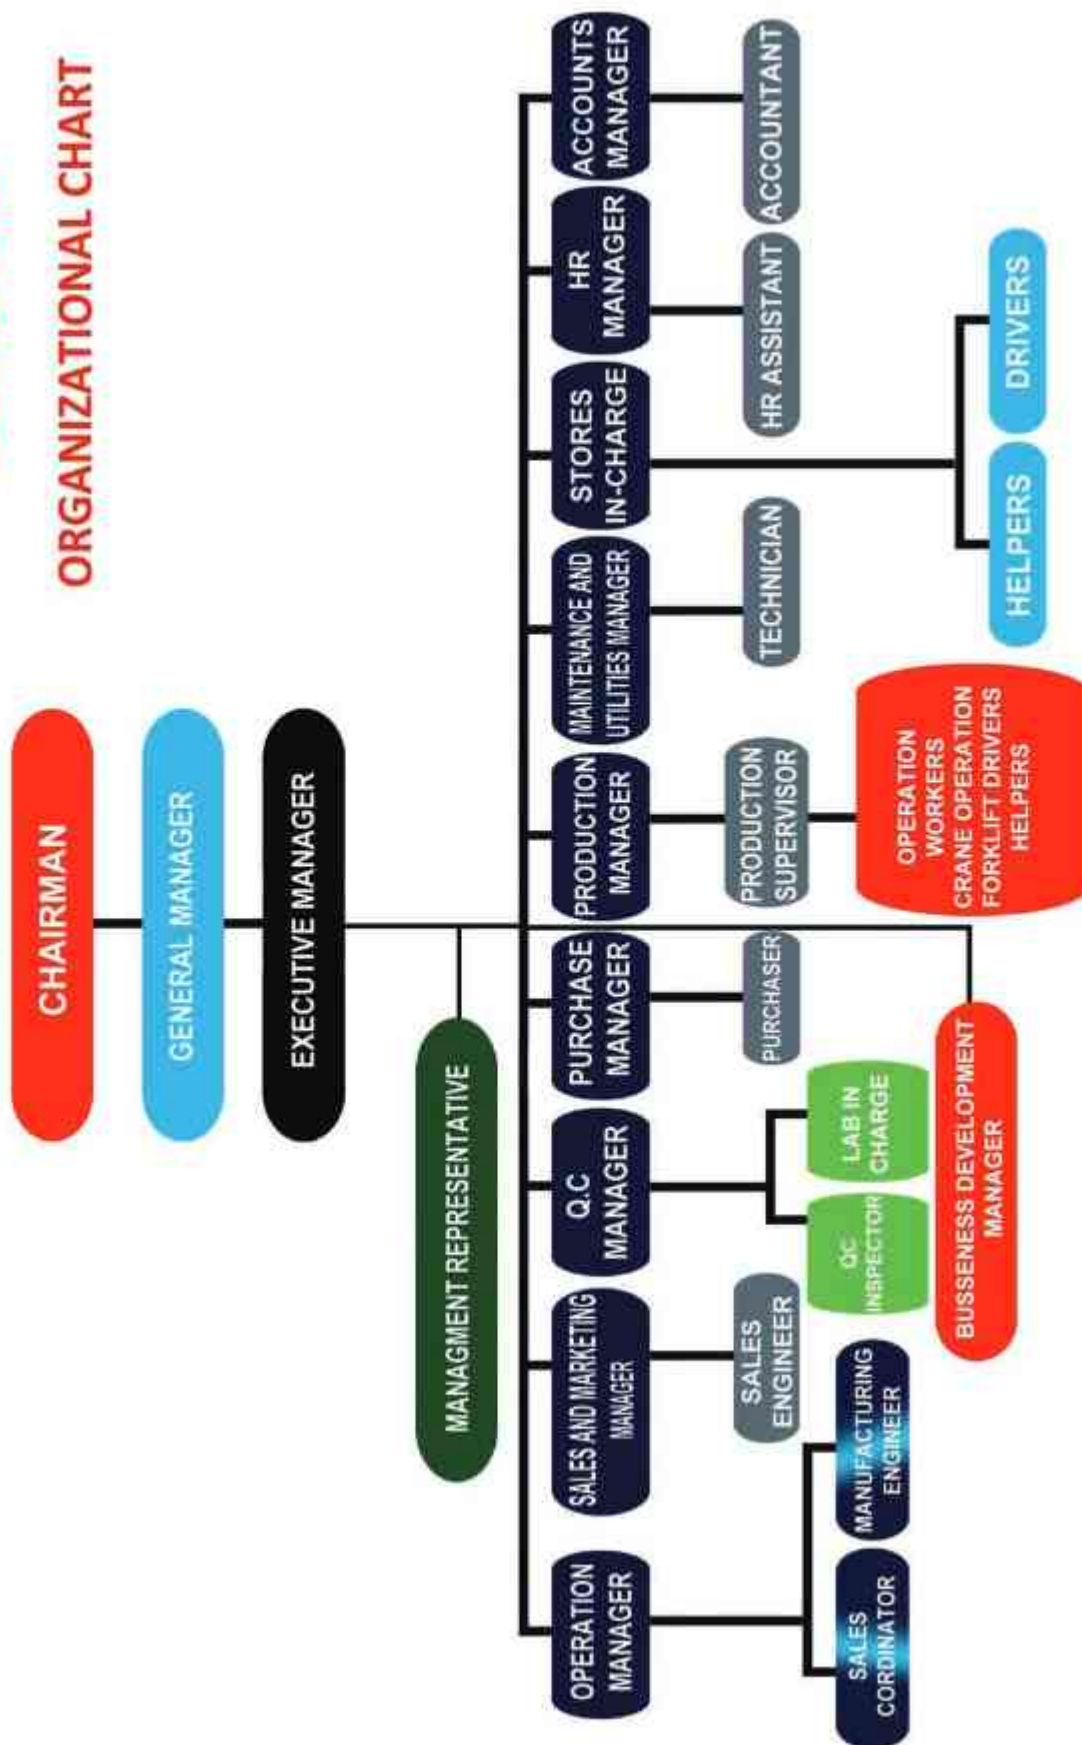 ORGANIZATIONAL CHART
CHAIRMAN
GENERAL MANAGER
EXECUTIVE MANAGER
MANAGMENT REPRESENTATIVE
OPERATION
MANAGER
SALES AND MARKETING
MANAGER
Q.C
MANAGER
PURCHASE
MANAGER
PRODUCTION
MANAGER
MAINTENANCE AND
UTILITIES MANAGER
STORES
IN-CHARGE
HR
MANAGER
ACCOUNTS
MANAGER
SALES
ENGINEER
PURCHASER
PRODUCTION
SUPERVISOR
TECHNICIAN
HR ASSISTANT
ACCOUNTANT
SALES
CORDINATOR
MANUFACTURING
ENGINEER
QC
INSPECTOR
LAB IN
CHARGE
OPERATION
WORKERS
CRANE OPERATION
FORKLIFT DRIVERS
HELPERS
BUSSENESS DEVELOPMENT
MANAGER
HELPERS
DRIVERS